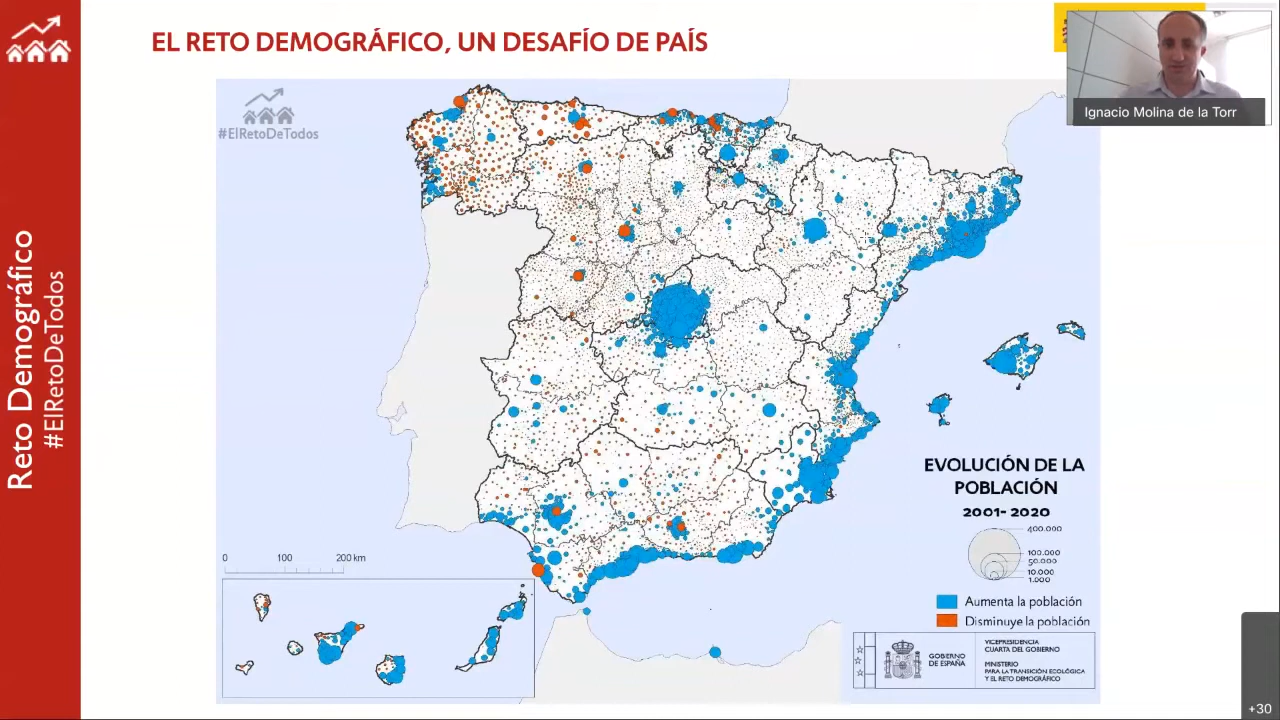 EL RETO DEMOGRÁFICO, UN DESAFÍO DE PAÍS
Ignacio Molina de la Torr
#ElRetoDeTodos
Reto Demográfico
#ElRetoDeTodos
EVOLUCIÓN DE LA
POBLACIÓN
2001- 2020
400.000
100.000
50.000
10.000
1.000
Aumenta la población
Disminuye la población
0 100 200 km
GOBIERNO
DE ESPAÑA
VICEPRESIDENCIA
CUARTA DEL GOBIERNO
MINISTERIO
PARA LA TRANSICIÓN ECOLÓGICA
Y EL RETO DEMOGRÁFICO
+30